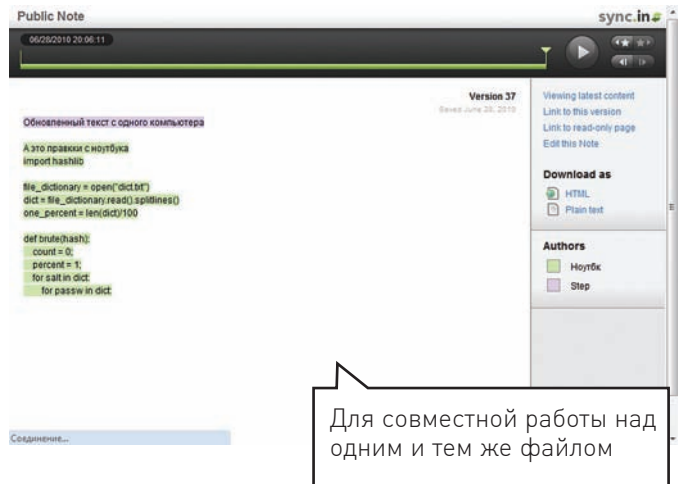 Public Note
sync.in
06/28/2010 20:06:11
Version 37
Saved June 28, 2010
Обновленный текст с одного компьютера
А это правкки с ноутбука
import hashlib
file_dictionary = open("dict.txt")
dict = file_dictionary.read().splitlines()
one_percent = len(dict)/100
def brute(hash):
count = 0;
percent = 1;
for salt in dict:
for passw in dict:
Viewing latest content
Link to this version
Link to read-only page
Edit this Note
Download as
HTML
Plain text
Authors
Ноутбк
Step
Соединение...
Для совместной работы над
одним и тем же файлом